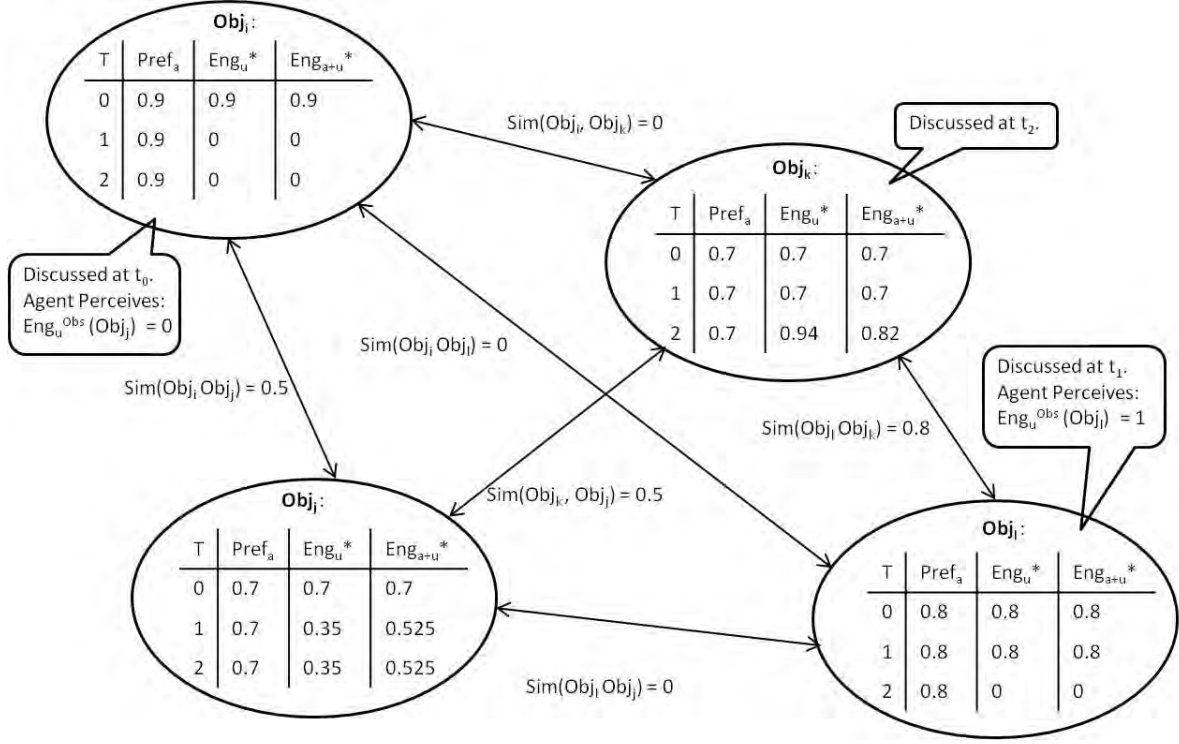 Obj_i:
T Pref_a Eng_u* Eng_a+u*
0 0.9 0.9 0.9
1 0.9 0 0
2 0.9 0 0
Discussed at t_0.
Agent Perceives:
Eng_u^Obs (Obj_j) = 0
Sim(Obj_i, Obj_k) = 0
Discussed at t_2.
Obj_k:
T Pref_a Eng_u* Eng_a+u*
0 0.7 0.7 0.7
1 0.7 0.7 0.7
2 0.7 0.94 0.82
Sim(Obj_i Obj_l) = 0
Sim(Obj_i Obj_j) = 0.5
Discussed at t_1.
Agent Perceives:
Eng_u^Obs (Obj_l) = 1
Sim(Obj_l Obj_k) = 0.8
Sim(Obj_k , Obj_j) = 0.5
Obj_j:
T Pref_a Eng_u* Eng_a+u*
0 0.7 0.7 0.7
1 0.7 0.35 0.525
2 0.7 0.35 0.525
Sim(Obj_l Obj_j) = 0
Obj_l:
T Pref_a Eng_u* Eng_a+u*
0 0.8 0.8 0.8
1 0.8 0.8 0.8
2 0.8 0 0